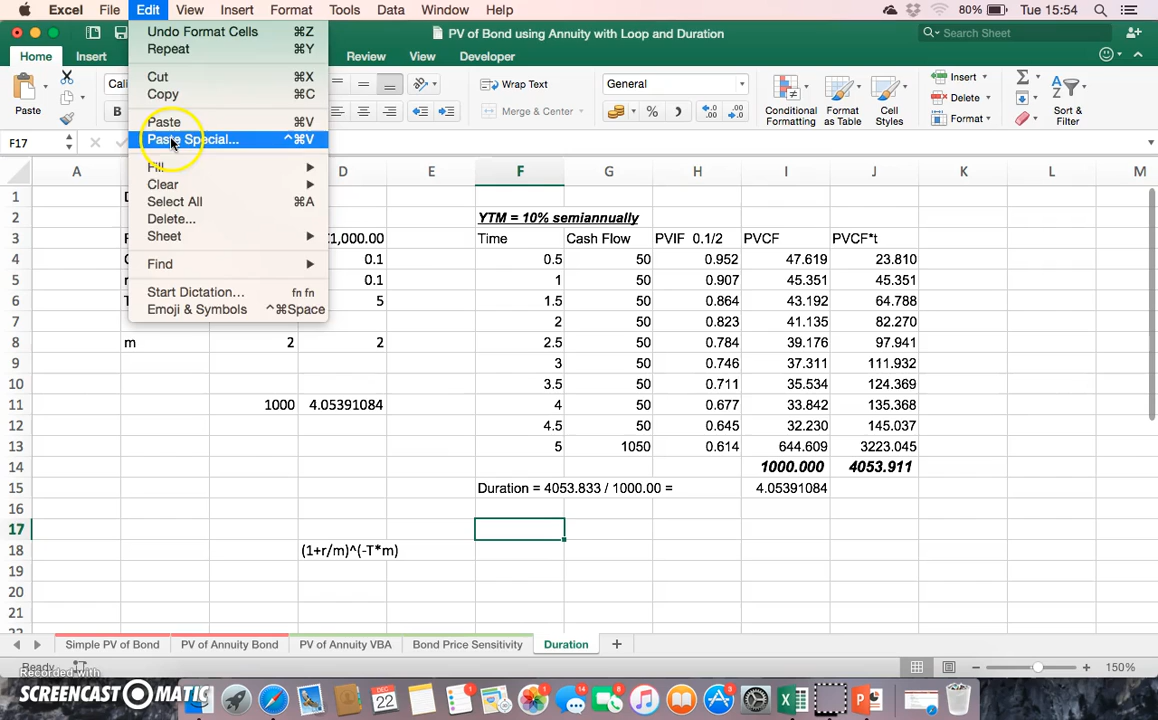 Excel File Edit View Insert Format Tools Data Window Help 80% Tue 15:54
PV of Bond using Annuity with Loop and Duration Search Sheet
Home Insert Review View Developer
Paste Cali B Wrap Text Merge & Center General % Conditional Formatting Format as Table Cell Styles Insert Delete Format Sort & Filter
Undo Format Cells ⌘Z
Repeat ⌘Y
Cut ⌘X
Copy ⌘C
Paste ⌘V
Paste Special... ^⌘V
Fill
Clear
Select All ⌘A
Delete...
Sheet
Find
Start Dictation... fn fn
Emoji & Symbols ^⌘Space
F17
A D E F G H I J K L M
1
2 YTM = 10% semiannually
3 1,000.00 Time Cash Flow PVIF 0.1/2 PVCF PVCF*t
4 0.1 0.5 50 0.952 47.619 23.810
5 0.1 1 50 0.907 45.351 45.351
6 5 1.5 50 0.864 43.192 64.788
7 2 50 0.823 41.135 82.270
8 m 2 2 2.5 50 0.784 39.176 97.941
9 3 50 0.746 37.311 111.932
10 3.5 50 0.711 35.534 124.369
11 1000 4.05391084 4 50 0.677 33.842 135.368
12 4.5 50 0.645 32.230 145.037
13 5 1050 0.614 644.609 3223.045
14 1000.000 4053.911
15 Duration = 4053.833 / 1000.00 = 4.05391084
16
17
18 (1+r/m)^(-T*m)
19
20
21
Simple PV of Bond PV of Annuity Bond PV of Annuity VBA Bond Price Sensitivity Duration +
Ready 150%
Recorded with
SCREENCAST MATIC
DEC 22 1 14 8 3